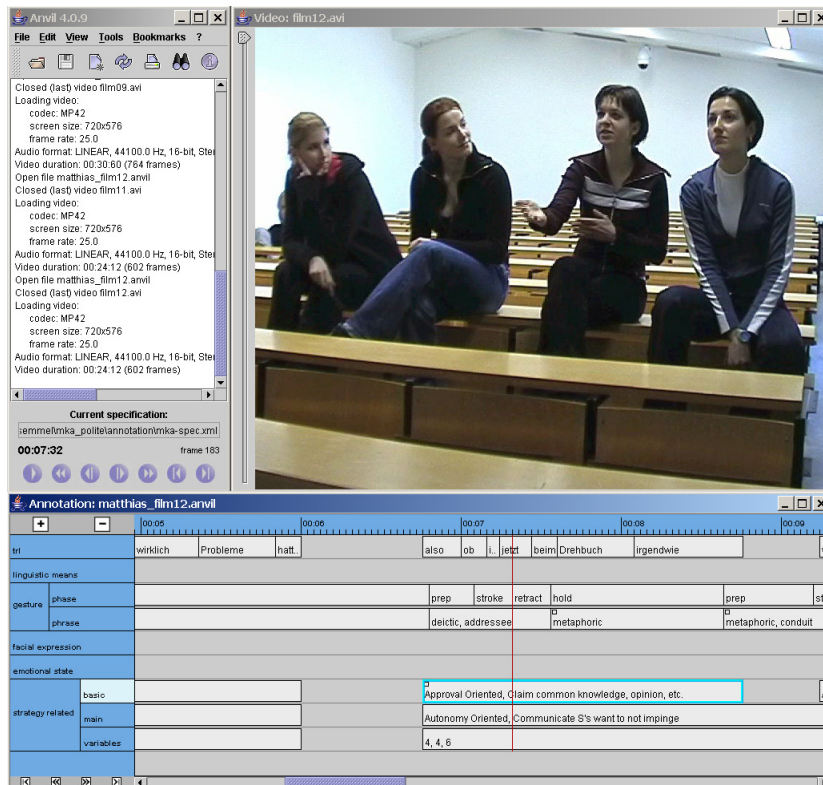 Anvil 4.0.9
File Edit View Tools Bookmarks ?
Closed (last) video film09.avi
Loading video:
codec: MP42
screen size: 720x576
frame rate: 25.0
Audio format: LINEAR, 44100.0 Hz, 16-bit, Ster
Video duration: 00:30:60 (764 frames)
Open file matthias_film12.anvil
Closed (last) video film11.avi
Loading video:
codec: MP42
screen size: 720x576
frame rate: 25.0
Audio format: LINEAR, 44100.0 Hz, 16-bit, Ster
Video duration: 00:24:12 (602 frames)
Open file matthias_film12.anvil
Closed (last) video film12.avi
Loading video:
codec: MP42
screen size: 720x576
frame rate: 25.0
Audio format: LINEAR, 44100.0 Hz, 16-bit, Ster
Video duration: 00:24:12 (602 frames)
Current specification:
semmel\mka_polite\annotation\mka-spec.xml
00:07:32 frame 183
Video: film12.avi
Annotation: matthias_film12.anvil
00:05 00:06 00:07 00:08 00:09
trl wirklich Probleme hatt.. also ob i.. jetzt beim Drehbuch irgendwie
linguistic means
gesture phase prep stroke retract hold prep st
phrase deictic, addressee metaphoric metaphoric, conduit
facial expression
emotional state
strategy related basic Approval Oriented, Claim common knowledge, opinion, etc.
main Autonomy Oriented, Communicate S's want to not impinge
variables 4, 4, 6